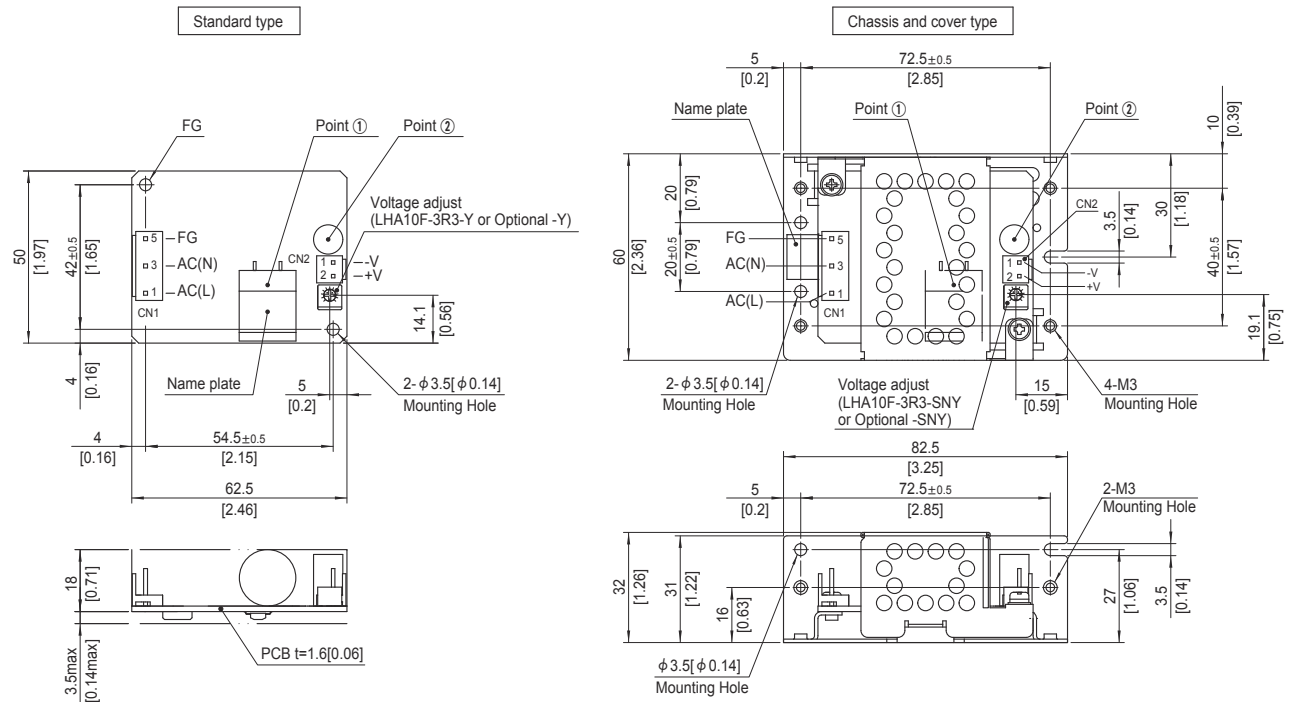 Standard type
FG
Point ①
Point ②
Voltage adjust
(LHA10F-3R3-Y or Optional -Y)
50
[1.97]
42±0.5
[1.65]
5
FG
3
AC(N)
1
AC(L)
CN1
CN2
1
-V
2
+V
14.1
[0.56]
4
[0.16]
Name plate
5
[0.2]
2-φ3.5[φ0.14]
Mounting Hole
4
[0.16]
54.5±0.5
[2.15]
62.5
[2.46]
18
[0.71]
3.5max
[0.14max]
PCB t=1.6[0.06]
Chassis and cover type
5
[0.2]
72.5±0.5
[2.85]
Name plate
Point ①
Point ②
10
[0.39]
60
[2.36]
20
[0.79]
20±0.5
[0.79]
FG
5
AC(N)
3
AC(L)
1
CN1
CN2
1
-V
2
+V
3.5
[0.14]
30
[1.18]
40±0.5
[1.57]
19.1
[0.75]
2-φ3.5[φ0.14]
Mounting Hole
Voltage adjust
(LHA10F-3R3-SNY
or Optional -SNY)
15
[0.59]
4-M3
Mounting Hole
82.5
[3.25]
5
[0.2]
72.5±0.5
[2.85]
2-M3
Mounting Hole
32
[1.26]
31
[1.22]
16
[0.63]
27
[1.06]
3.5
[0.14]
φ3.5[φ0.14]
Mounting Hole